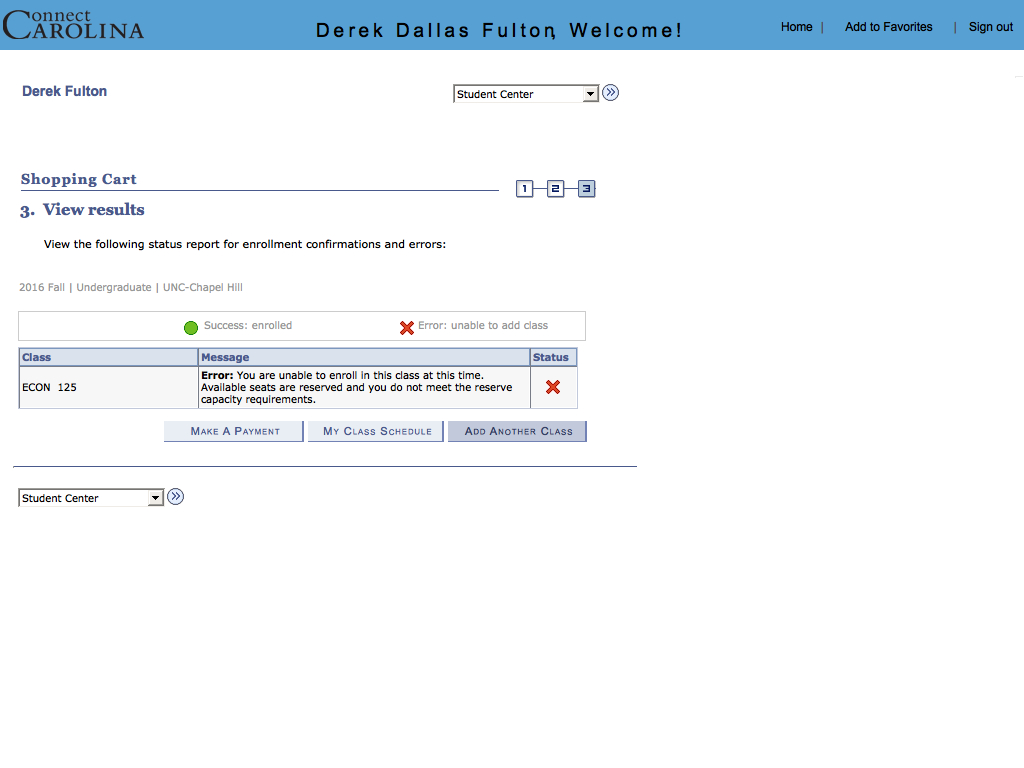 Connect
CAROLINA
Derek Dallas Fulton, Welcome!
Home |
Add to Favorites
| Sign out
Derek Fulton
Student Center
Shopping Cart
1 2 3
3. View results
View the following status report for enrollment confirmations and errors:
2016 Fall | Undergraduate | UNC-Chapel Hill
Success: enrolled
Error: unable to add class
Class Message Status
ECON 125
Error: You are unable to enroll in this class at this time.
Available seats are reserved and you do not meet the reserve
capacity requirements.
MAKE A PAYMENT
MY CLASS SCHEDULE
ADD ANOTHER CLASS
Student Center